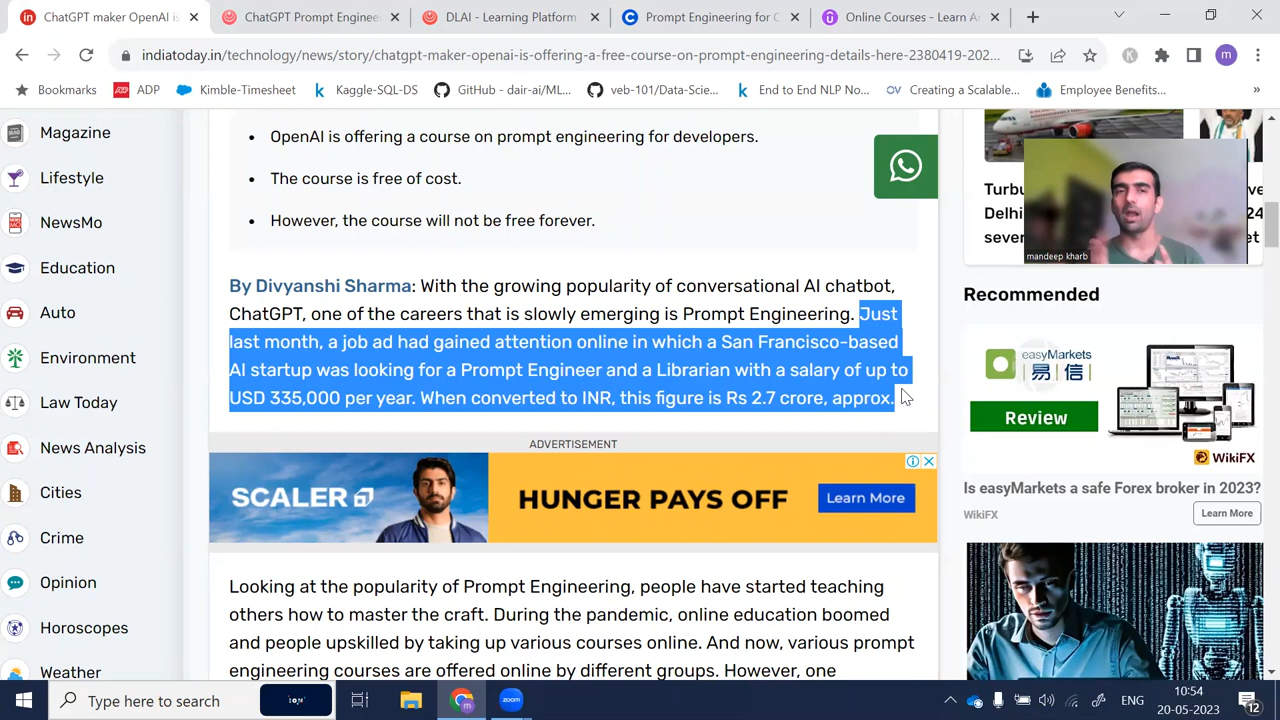 ChatGPT maker OpenAI is
ChatGPT Prompt Enginee
DLAI - Learning Platform
Prompt Engineering for C
Online Courses - Learn A
indiatoday.in/technology/news/story/chatgpt-maker-openai-is-offering-a-free-course-on-prompt-engineering-details-here-2380419-202...
Bookmarks
ADP
Kimble-Timesheet
Kaggle-SQL-DS
GitHub - dair-ai/ML...
veb-101/Data-Scie...
End to End NLP No...
Creating a Scalable...
Employee Benefits...
Magazine
Lifestyle
NewsMo
Education
Auto
Environment
Law Today
News Analysis
Cities
Crime
Opinion
Horoscopes
Weather
OpenAI is offering a course on prompt engineering for developers.
The course is free of cost.
However, the course will not be free forever.
By Divyanshi Sharma: With the growing popularity of conversational AI chatbot,
ChatGPT, one of the careers that is slowly emerging is Prompt Engineering. Just
last month, a job ad had gained attention online in which a San Francisco-based
AI startup was looking for a Prompt Engineer and a Librarian with a salary of up to
USD 335,000 per year. When converted to INR, this figure is Rs 2.7 crore, approx.
ADVERTISEMENT
SCALER
HUNGER PAYS OFF
Learn More
Looking at the popularity of Prompt Engineering, people have started teaching
others how to master the craft. During the pandemic, online education boomed
and people upskilled by taking up various courses online. And now, various prompt
engineering courses are offered online by different groups. However, one
Turbu
Delhi
24
seve
et
mandeep kharb
Recommended
easyMarkets
易信
Review
WikiFX
Is easyMarkets a safe Forex broker in 2023?
WikiFX
Learn More
Type here to search
ENG
10:54
20-05-2023
12